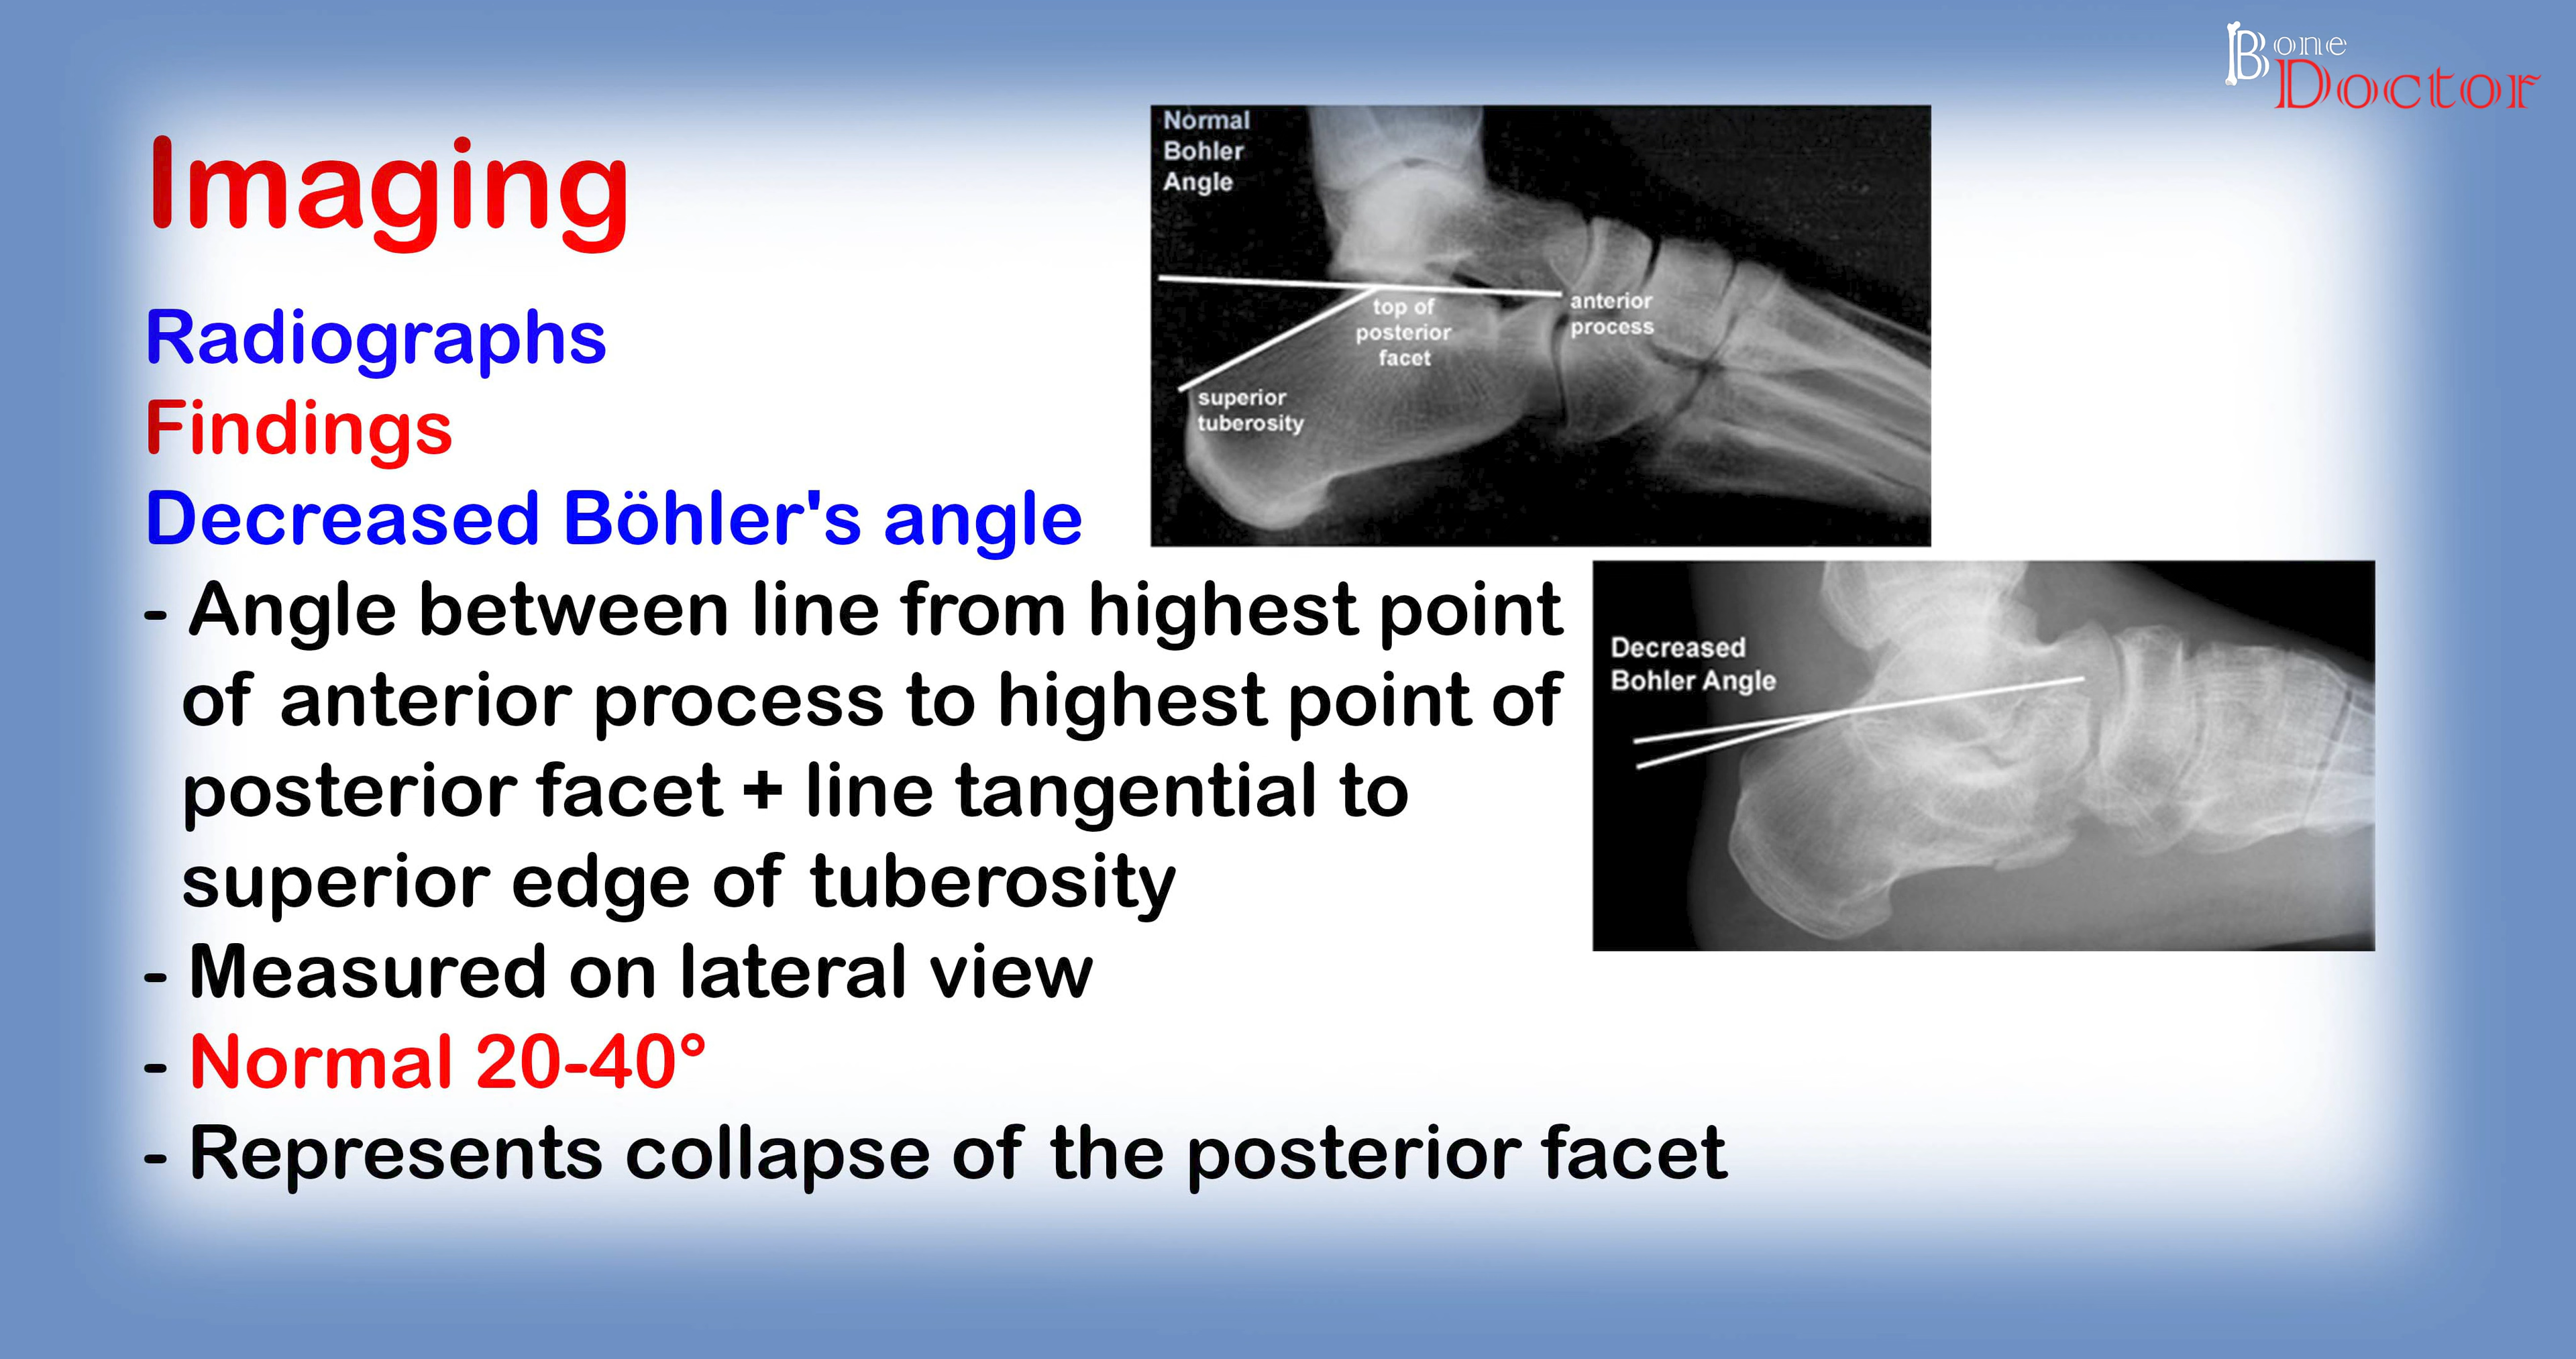 Bone
Doctor
Imaging
Radiographs
Findings
Decreased Böhler's angle
- Angle between line from highest point
of anterior process to highest point of
posterior facet + line tangential to
superior edge of tuberosity
- Measured on lateral view
- Normal 20-40°
- Represents collapse of the posterior facet
Normal
Bohler
Angle
top of
posterior
facet
anterior
process
superior
tuberosity
Decreased
Bohler Angle